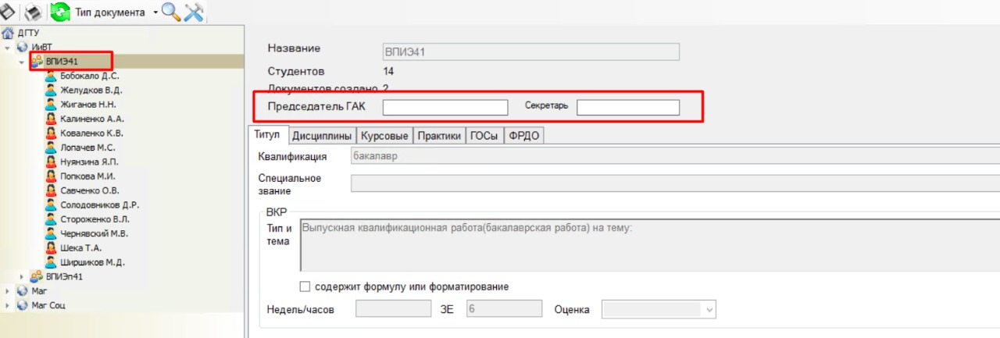 Тип документа
ДГТУ
ИиВТ
ВПИЭ41
Бобокало Д.С.
Желудков В.Д.
Жиганов Н.Н.
Калиненко А.А.
Коваленко К.В.
Лопачев М.С.
Нуянзина Я.П.
Попкова М.И.
Савченко О.В.
Солодовников Д.Р.
Стороженко В.Л.
Чернявский М.В.
Шека Т.А.
Ширшиков М.Д.
ВПИЭп41
Маг
Маг Соц
Название ВПИЭ41
Студентов 14
Документов создано 2
Председатель ГАК Секретарь
Титул Дисциплины Курсовые Практики ГОСы ФРДО
Квалификация бакалавр
Специальное
звание
ВКР
Тип и Выпускная квалификационная работа(бакалаврская работа) на тему:
тема
содержит формулу или форматирование
Недель/часов ЗЕ 6 Оценка